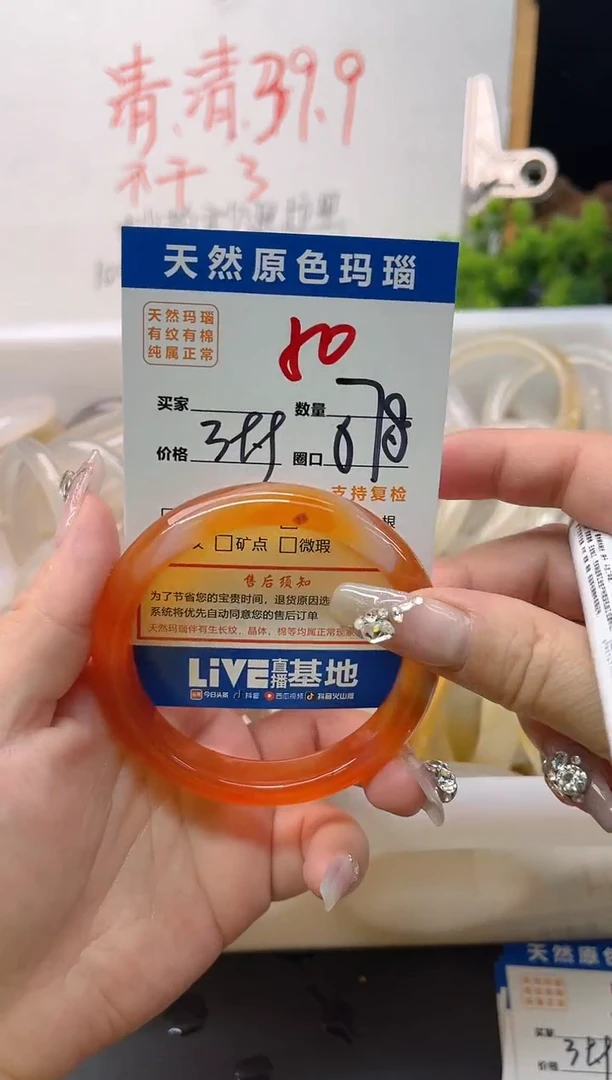 清.清.39.9
不干 3
天然原色玛瑙
天然玛瑙
有纹有棉
纯属正常
80
买家
数量 78
价格
圈口 6
支持复检
根
矿点 微瑕
售后须知
为了节省您的宝贵时间，退货原因选
系统将优先自动同意您的售后订单
天然玛瑙伴有生长纹，晶体，棉等均属正常现象
LiVE直播基地
今日头条 抖音 西瓜视频 抖音火山版
天然原色
买家
价格